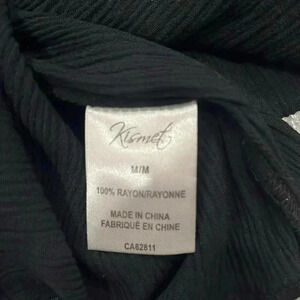 Kismet
M/M
100% RAYON/RAYONNE
MADE IN CHINA
FABRIQUÉ EN CHINE
CA62811